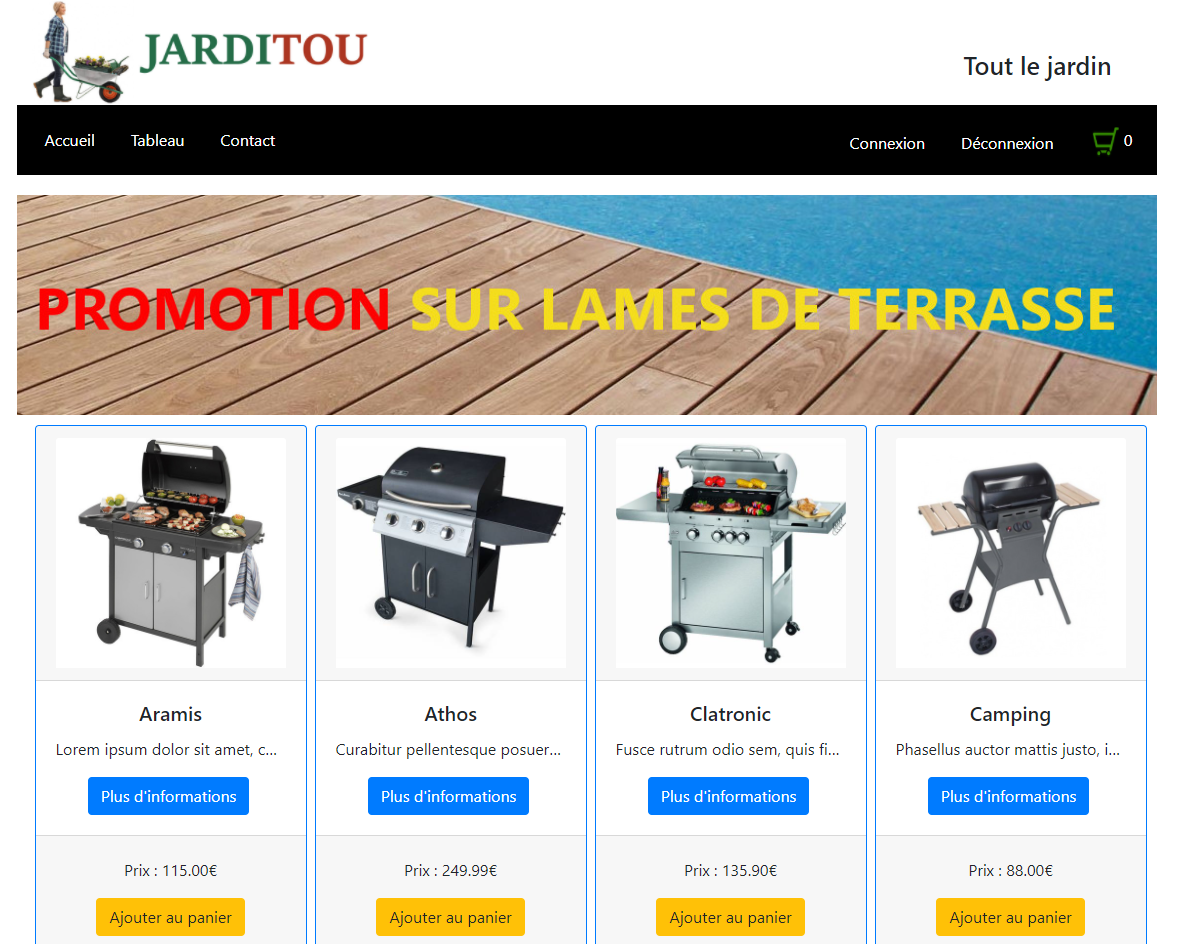 JARDITOU
Tout le jardin
Accueil Tableau Contact Connexion Déconnexion 0
PROMOTION SUR LAMES DE TERRASSE
Aramis
Lorem ipsum dolor sit amet, c...
Plus d'informations
Prix : 115.00€
Ajouter au panier
Athos
Curabitur pellentesque posuer...
Plus d'informations
Prix : 249.99€
Ajouter au panier
Clatronic
Fusce rutrum odio sem, quis fi...
Plus d'informations
Prix : 135.90€
Ajouter au panier
Camping
Phasellus auctor mattis justo, i...
Plus d'informations
Prix : 88.00€
Ajouter au panier